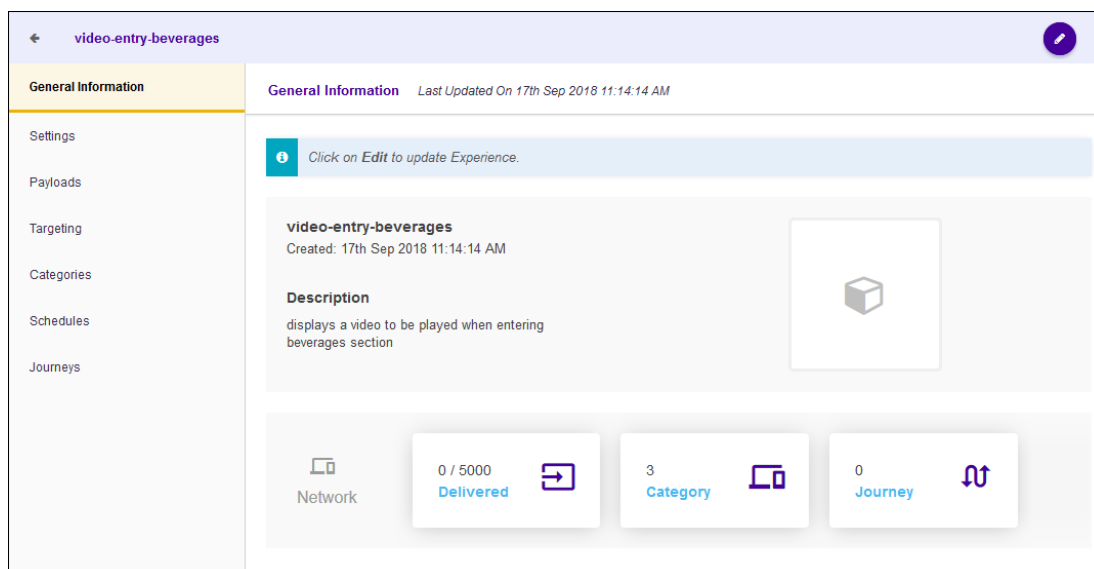 video-entry-beverages
General Information
Settings
Payloads
Targeting
Categories
Schedules
Journeys
General Information Last Updated On 17th Sep 2018 11:14:14 AM
Click on Edit to update Experience.
video-entry-beverages
Created: 17th Sep 2018 11:14:14 AM
Description
displays a video to be played when entering
beverages section
Network
0 / 5000
Delivered
3
Category
0
Journey